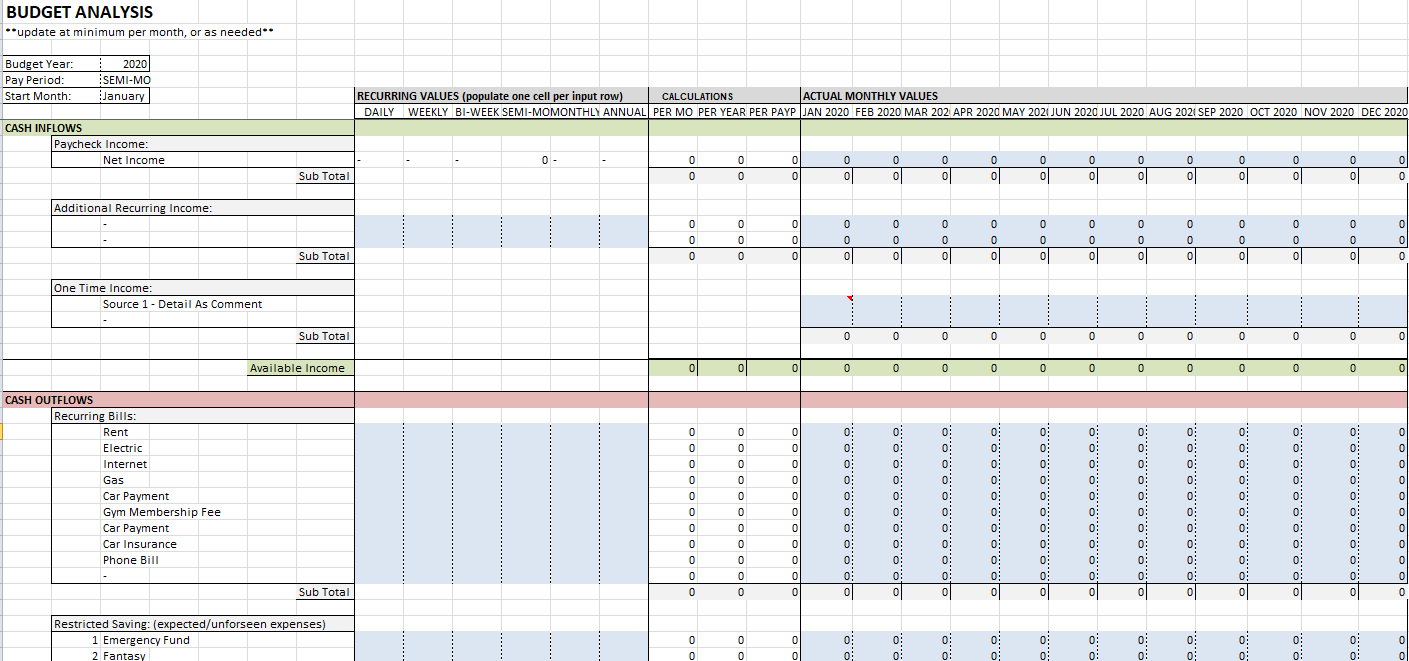 BUDGET ANALYSIS
**update at minimum per month, or as needed**
Budget Year: 2020
Pay Period: SEMI-MO
Start Month: January
RECURRING VALUES (populate one cell per input row) CALCULATIONS ACTUAL MONTHLY VALUES
DAILY WEEKLY BI-WEEK SEMI-MO MONTHLY ANNUAL PER MO PER YEAR PER PAYP JAN 2020 FEB 2020 MAR 202 APR 2020 MAY 202 JUN 2020 JUL 2020 AUG 202 SEP 2020 OCT 2020 NOV 2020 DEC 2020
CASH INFLOWS
Paycheck Income:
Net Income - - - 0 - - 0 0 0 0 0 0 0 0 0 0 0 0 0 0 0
Sub Total 0 0 0 0 0 0 0 0 0 0 0 0 0 0 0
Additional Recurring Income:
- 0 0 0 0 0 0 0 0 0 0 0 0 0 0 0
- 0 0 0 0 0 0 0 0 0 0 0 0 0 0 0
Sub Total 0 0 0 0 0 0 0 0 0 0 0 0 0 0 0
One Time Income:
Source 1 - Detail As Comment
-
Sub Total 0 0 0 0 0 0 0 0 0 0 0 0
Available Income 0 0 0 0 0 0 0 0 0 0 0 0 0 0 0
CASH OUTFLOWS
Recurring Bills:
Rent 0 0 0 0 0 0 0 0 0 0 0 0 0 0 0
Electric 0 0 0 0 0 0 0 0 0 0 0 0 0 0 0
Internet 0 0 0 0 0 0 0 0 0 0 0 0 0 0 0
Gas 0 0 0 0 0 0 0 0 0 0 0 0 0 0 0
Car Payment 0 0 0 0 0 0 0 0 0 0 0 0 0 0 0
Gym Membership Fee 0 0 0 0 0 0 0 0 0 0 0 0 0 0 0
Car Payment 0 0 0 0 0 0 0 0 0 0 0 0 0 0 0
Car Insurance 0 0 0 0 0 0 0 0 0 0 0 0 0 0 0
Phone Bill 0 0 0 0 0 0 0 0 0 0 0 0 0 0 0
- 0 0 0 0 0 0 0 0 0 0 0 0 0 0 0
Sub Total 0 0 0 0 0 0 0 0 0 0 0 0 0 0 0
Restricted Saving: (expected/unforseen expenses)
1 Emergency Fund 0 0 0 0 0 0 0 0 0 0 0 0 0 0 0
2 Fantasy 0 0 0 0 0 0 0 0 0 0 0 0 0 0 0